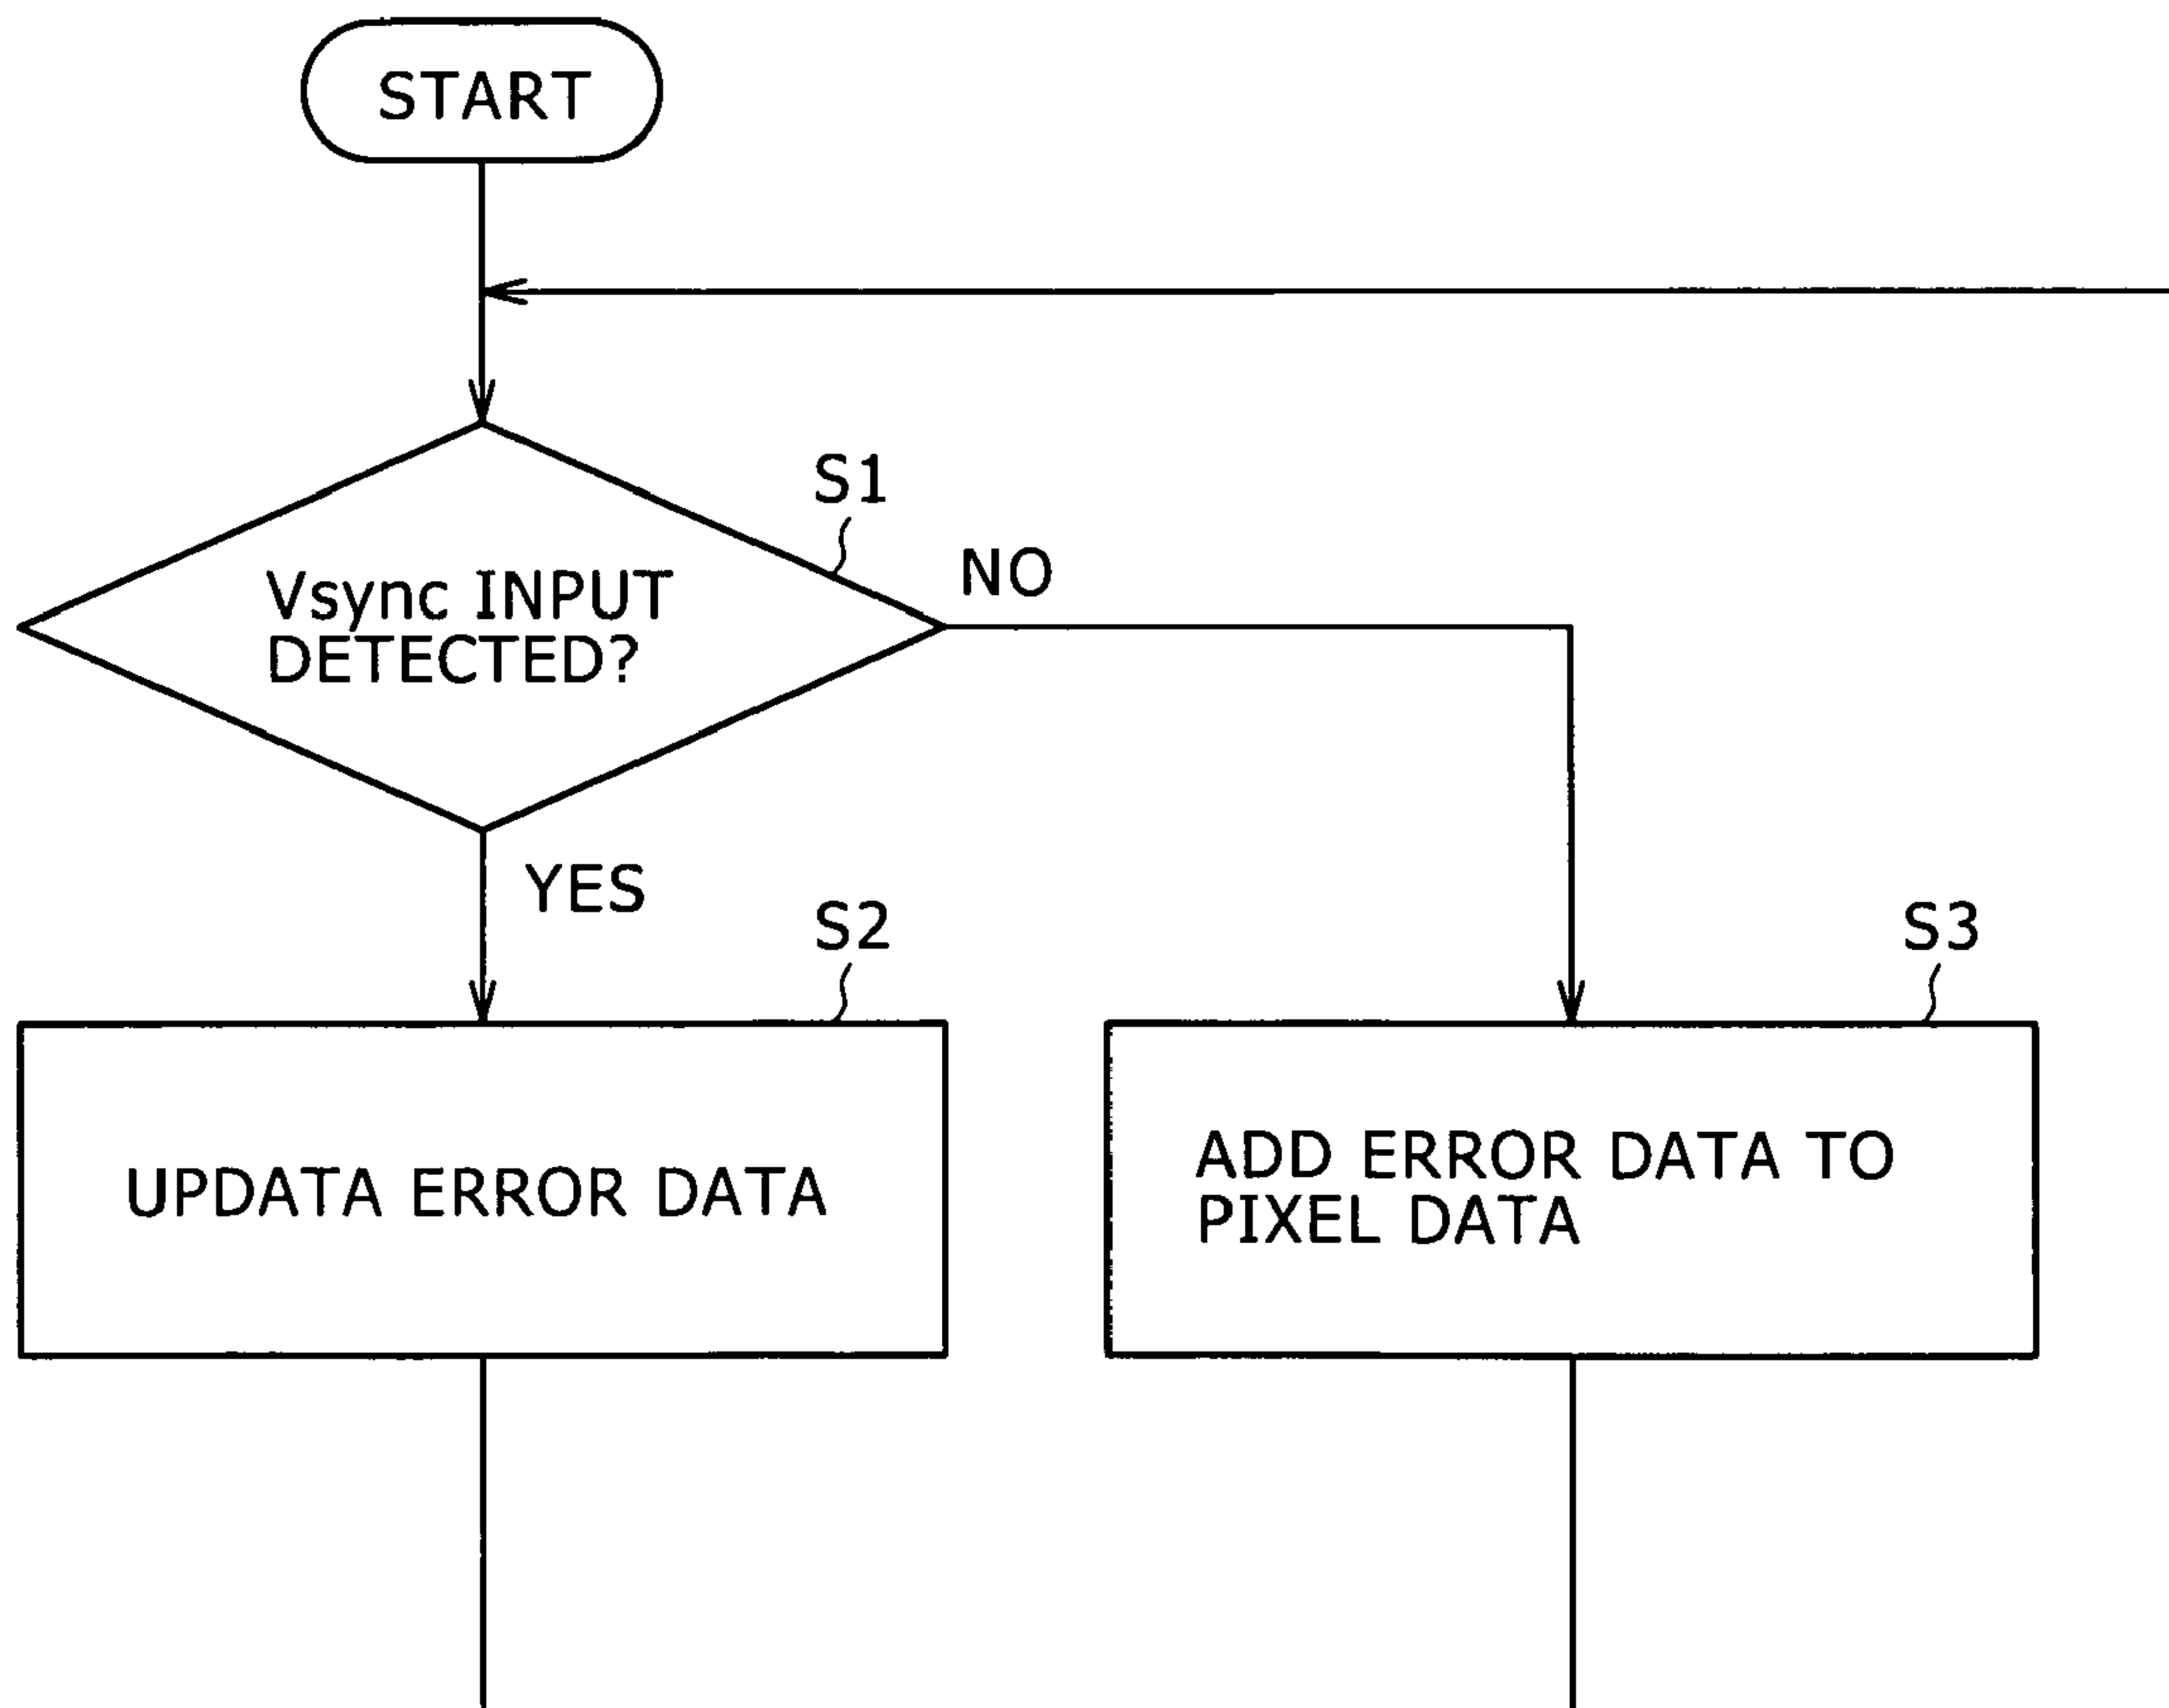 START
S1
NO
Vsync INPUT
DETECTED?
YES
S2
S3
UPDATA ERROR DATA
ADD ERROR DATA TO
PIXEL DATA